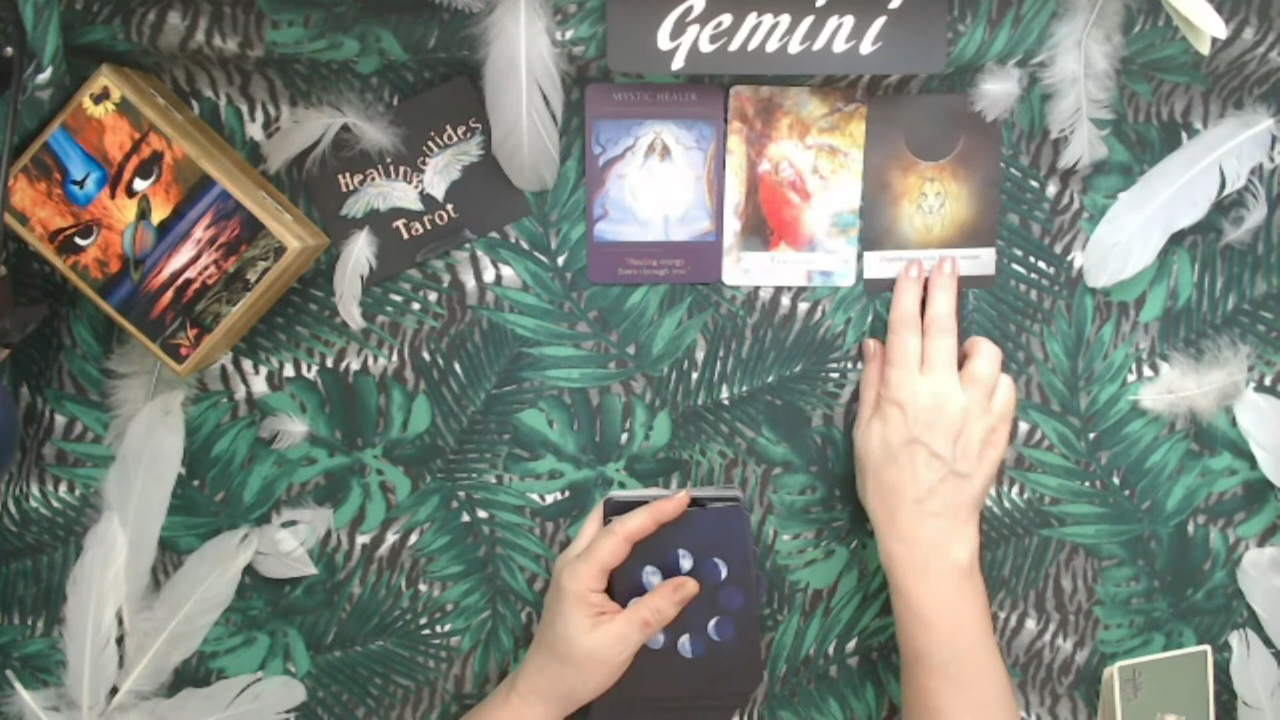 Gemini
MYSTIC HEALER
Healing guides
Tarot
"Healing energy
flows through you"